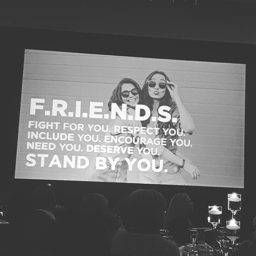 F.R.I.E.N.D.S.
FIGHT FOR YOU. RESPECT YOU.
INCLUDE YOU. ENCOURAGE YOU.
NEED YOU. DESERVE YOU.
STAND BY YOU.